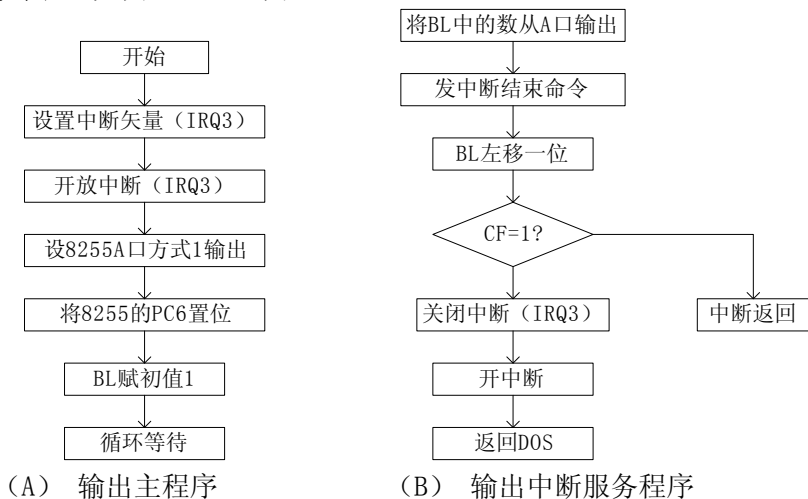 开始
设置中断矢量（IRQ3）
开放中断（IRQ3）
设8255A口方式1输出
将8255的PC6置位
BL赋初值1
循环等待
（A） 输出主程序
将BL中的数从A口输出
发中断结束命令
BL左移一位
CF=1?
关闭中断（IRQ3）
中断返回
开中断
返回DOS
（B） 输出中断服务程序